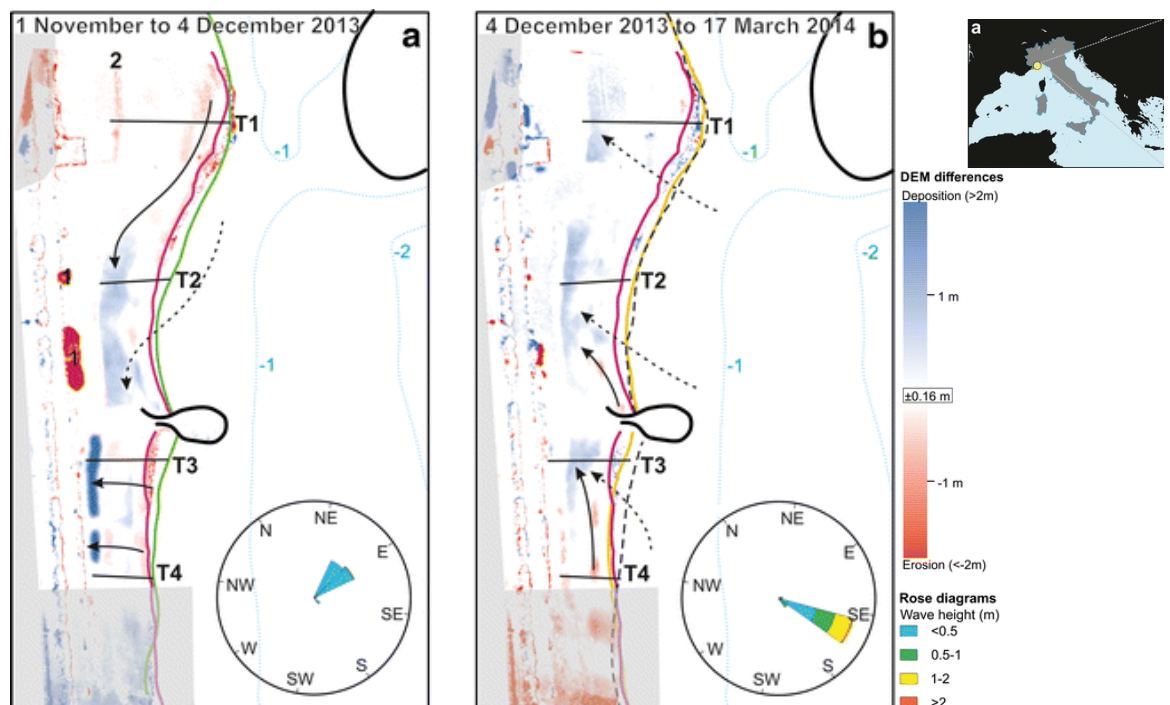 1 November to 4 December 2013
a
2
T1
-1
-2
T2
1
1
-1
T3
T4
N
NE
E
SE
S
SW
W
NW
4 December 2013 to 17 March 2014
b
T1
-1
-2
T2
-1
T3
T4
N
NE
E
SE
S
SW
W
NW
a
DEM differences
Deposition (>2m)
1 m
±0.16 m
-1 m
Erosion (<-2m)
Rose diagrams
Wave height (m)
<0.5
0.5-1
1-2
>2